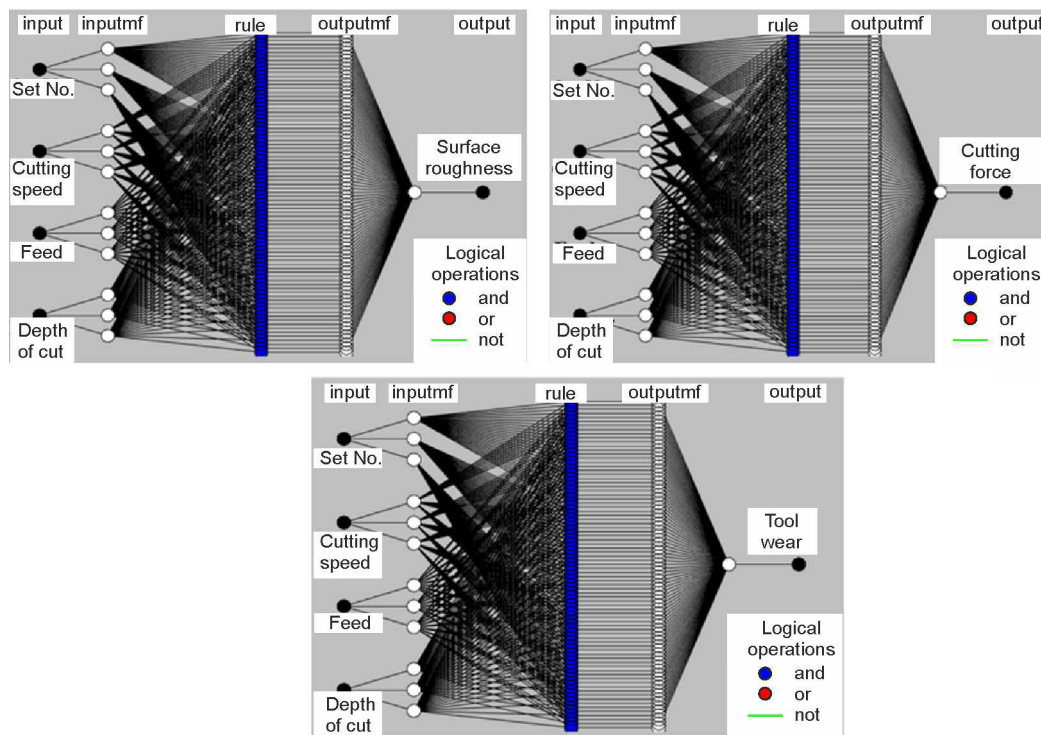 input inputmf rule outputmf output
Set No.
Cutting
speed
Feed
Depth
of cut
Surface
roughness
Logical
operations
and
or
not
input inputmf rule outputmf output
Set No.
Cutting
speed
Feed
Depth
of cut
Cutting
force
Logical
operations
and
or
not
input inputmf rule outputmf output
Set No.
Cutting
speed
Feed
Depth
of cut
Tool
wear
Logical
operations
and
or
not